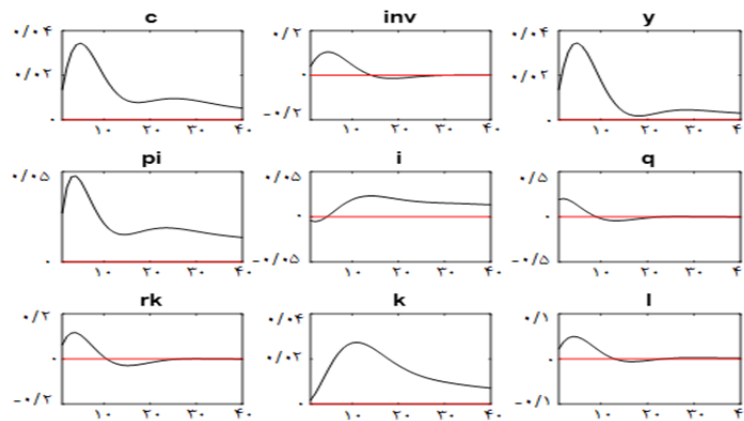 c inv y
۰/۰۴ ۰/۲ ۰/۰۴
۰/۰۲ ۰ ۰/۰۲
۰ -۰/۲ ۰
۱۰ ۲۰ ۳۰ ۴۰ ۱۰ ۲۰ ۳۰ ۴۰ ۱۰ ۲۰ ۳۰ ۴۰
pi i q
۰/۰۵ ۰/۰۵ ۰/۵
۰ ۰
۰ -۰/۰۵ -۰/۵
۱۰ ۲۰ ۳۰ ۴۰ ۱۰ ۲۰ ۳۰ ۴۰ ۱۰ ۲۰ ۳۰ ۴۰
rk k l
۰/۲ ۰/۰۴ ۰/۱
۰ ۰/۰۲ ۰
-۰/۲ -۰/۱
۱۰ ۲۰ ۳۰ ۴۰ ۱۰ ۲۰ ۳۰ ۴۰ ۱۰ ۲۰ ۳۰ ۴۰